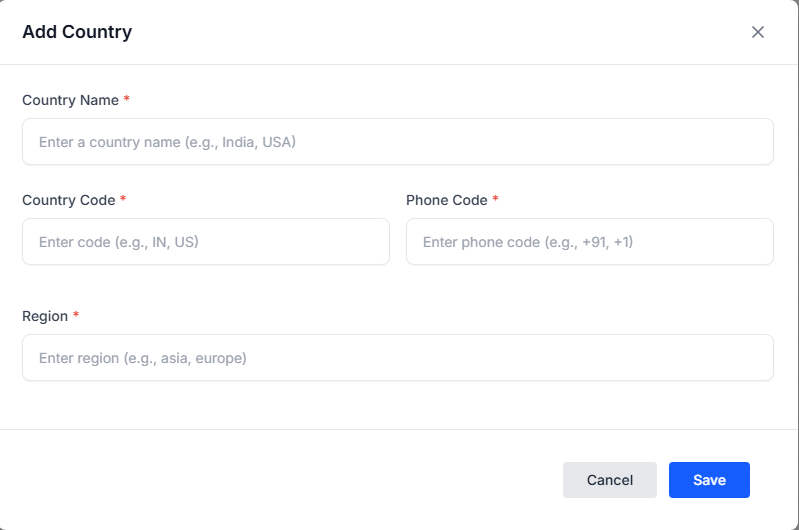 Add Country
Country Name *
Enter a country name (e.g., India, USA)
Country Code *
Phone Code *
Enter code (e.g., IN, US)
Enter phone code (e.g., +91, +1)
Region *
Enter region (e.g., asia, europe)
Cancel
Save